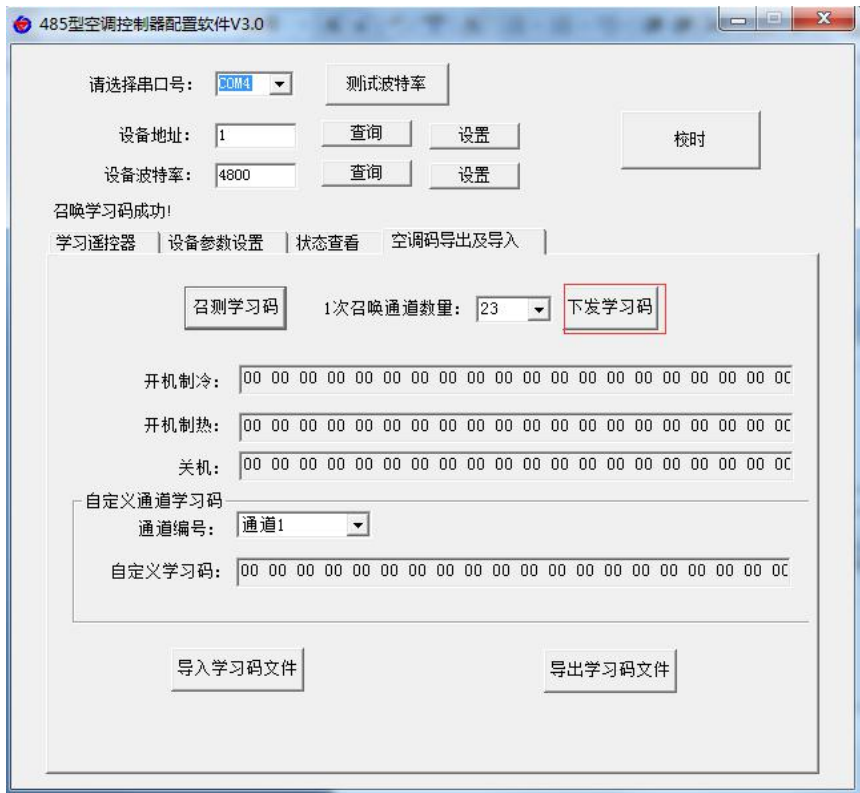 485型空调控制器配置软件V3.0
请选择串口号： COM4 测试波特率
设备地址： 1 查询 设置 校时
设备波特率： 4800 查询 设置
召唤学习码成功!
学习遥控器 设备参数设置 状态查看 空调码导出及导入
召测学习码 1次召唤通道数量： 23 下发学习码
开机制冷： 00 00 00 00 00 00 00 00 00 00 00 00 00 00 00 00 00 00 00 00
开机制热： 00 00 00 00 00 00 00 00 00 00 00 00 00 00 00 00 00 00 00 00
关机： 00 00 00 00 00 00 00 00 00 00 00 00 00 00 00 00 00 00 00 00
自定义通道学习码
通道编号： 通道1
自定义学习码： 00 00 00 00 00 00 00 00 00 00 00 00 00 00 00 00 00 00 00 00
导入学习码文件 导出学习码文件